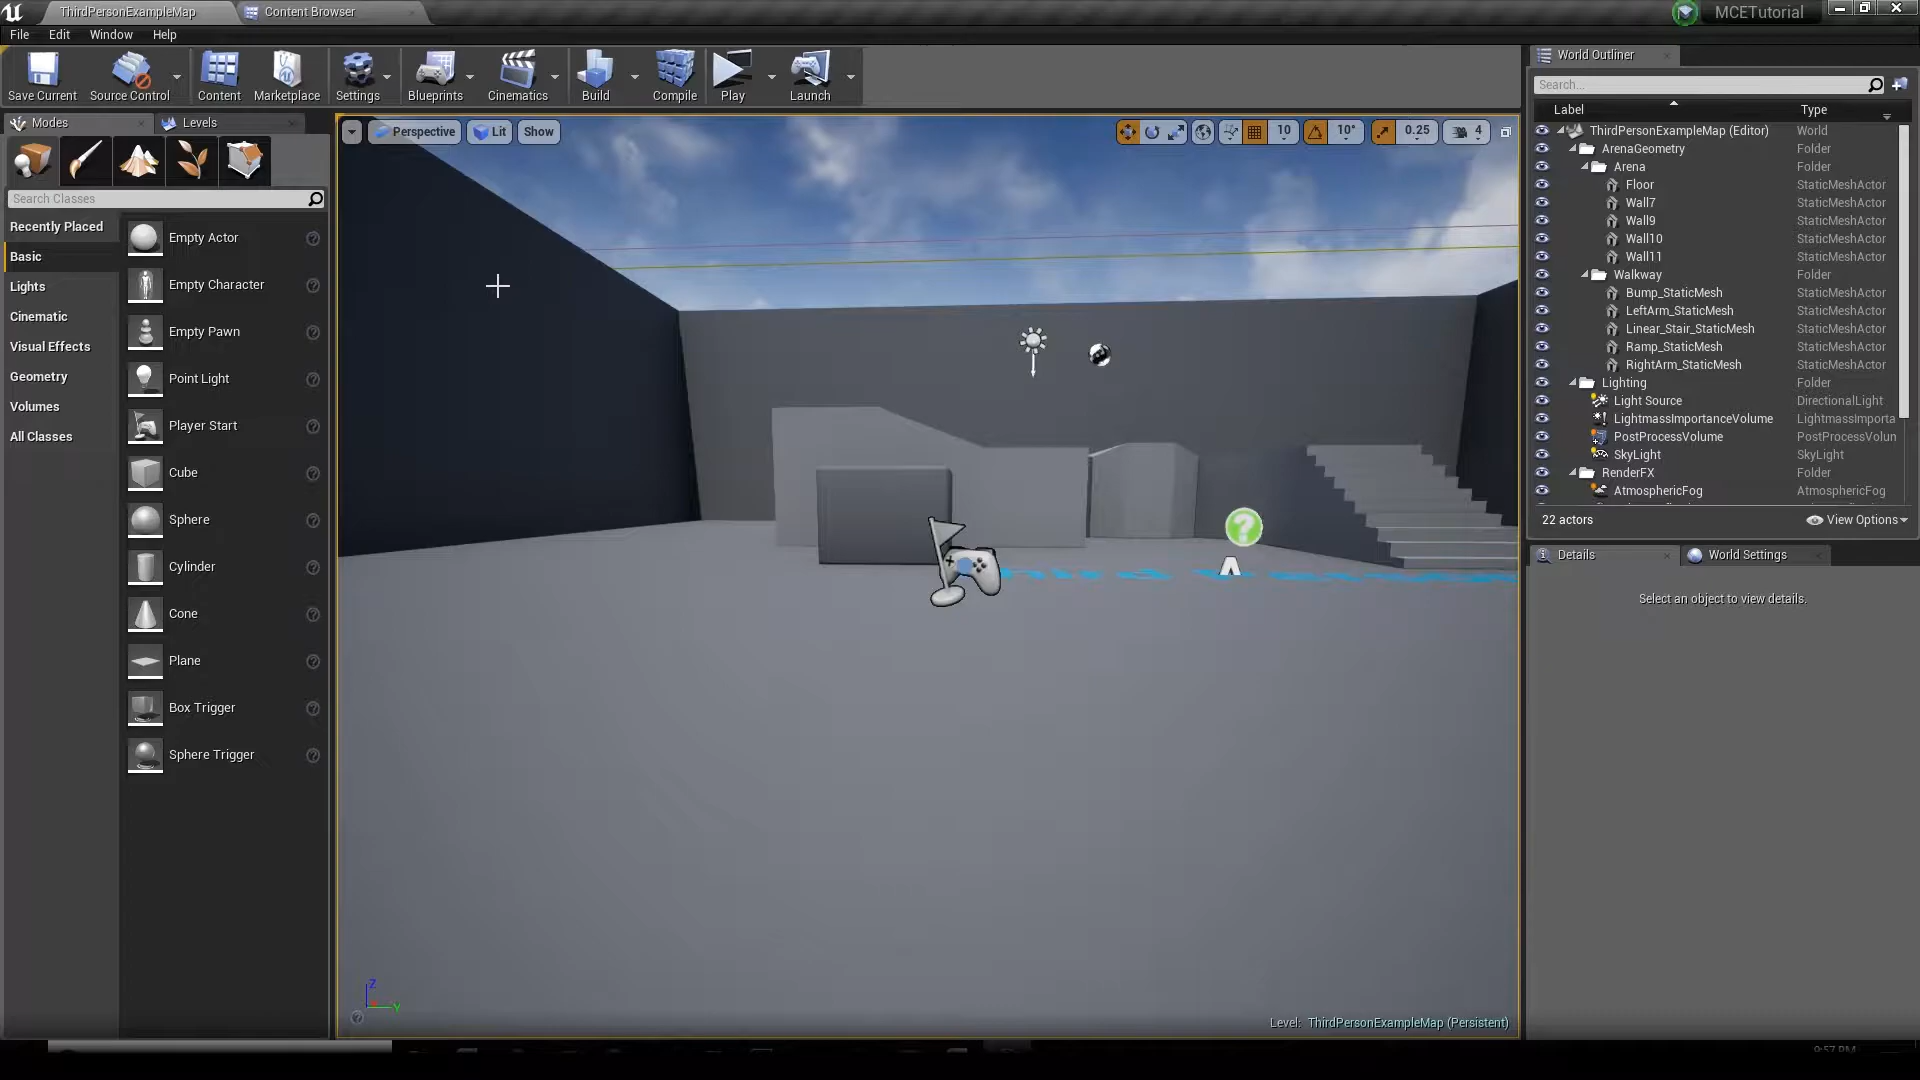 ThirdPersonExampleMap
Content Browser
MCETutorial
File Edit Window Help
Save Current
Source Control
Content
Marketplace
Settings
Blueprints
Cinematics
Build
Compile
Play
Launch
Modes
Levels
Search Classes
Recently Placed
Basic
Lights
Cinematic
Visual Effects
Geometry
Volumes
All Classes
Empty Actor
Empty Character
Empty Pawn
Point Light
Player Start
Cube
Sphere
Cylinder
Cone
Plane
Box Trigger
Sphere Trigger
Perspective
Lit
Show
10
10°
0.25
4
Z
Y
Level: ThirdPersonExampleMap (Persistent)
World Outliner
Search...
Label Type
ThirdPersonExampleMap (Editor) World
ArenaGeometry Folder
Arena Folder
Floor StaticMeshActor
Wall7 StaticMeshActor
Wall9 StaticMeshActor
Wall10 StaticMeshActor
Wall11 StaticMeshActor
Walkway Folder
Bump_StaticMesh StaticMeshActor
LeftArm_StaticMesh StaticMeshActor
Linear_Stair_StaticMesh StaticMeshActor
Ramp_StaticMesh StaticMeshActor
RightArm_StaticMesh StaticMeshActor
Lighting Folder
Light Source DirectionalLight
LightmassImportanceVolume LightmassImporta
PostProcessVolume PostProcessVolun
SkyLight SkyLight
RenderFX Folder
AtmosphericFog AtmosphericFog
22 actors
View Options
Details
World Settings
Select an object to view details.
9:57 PM